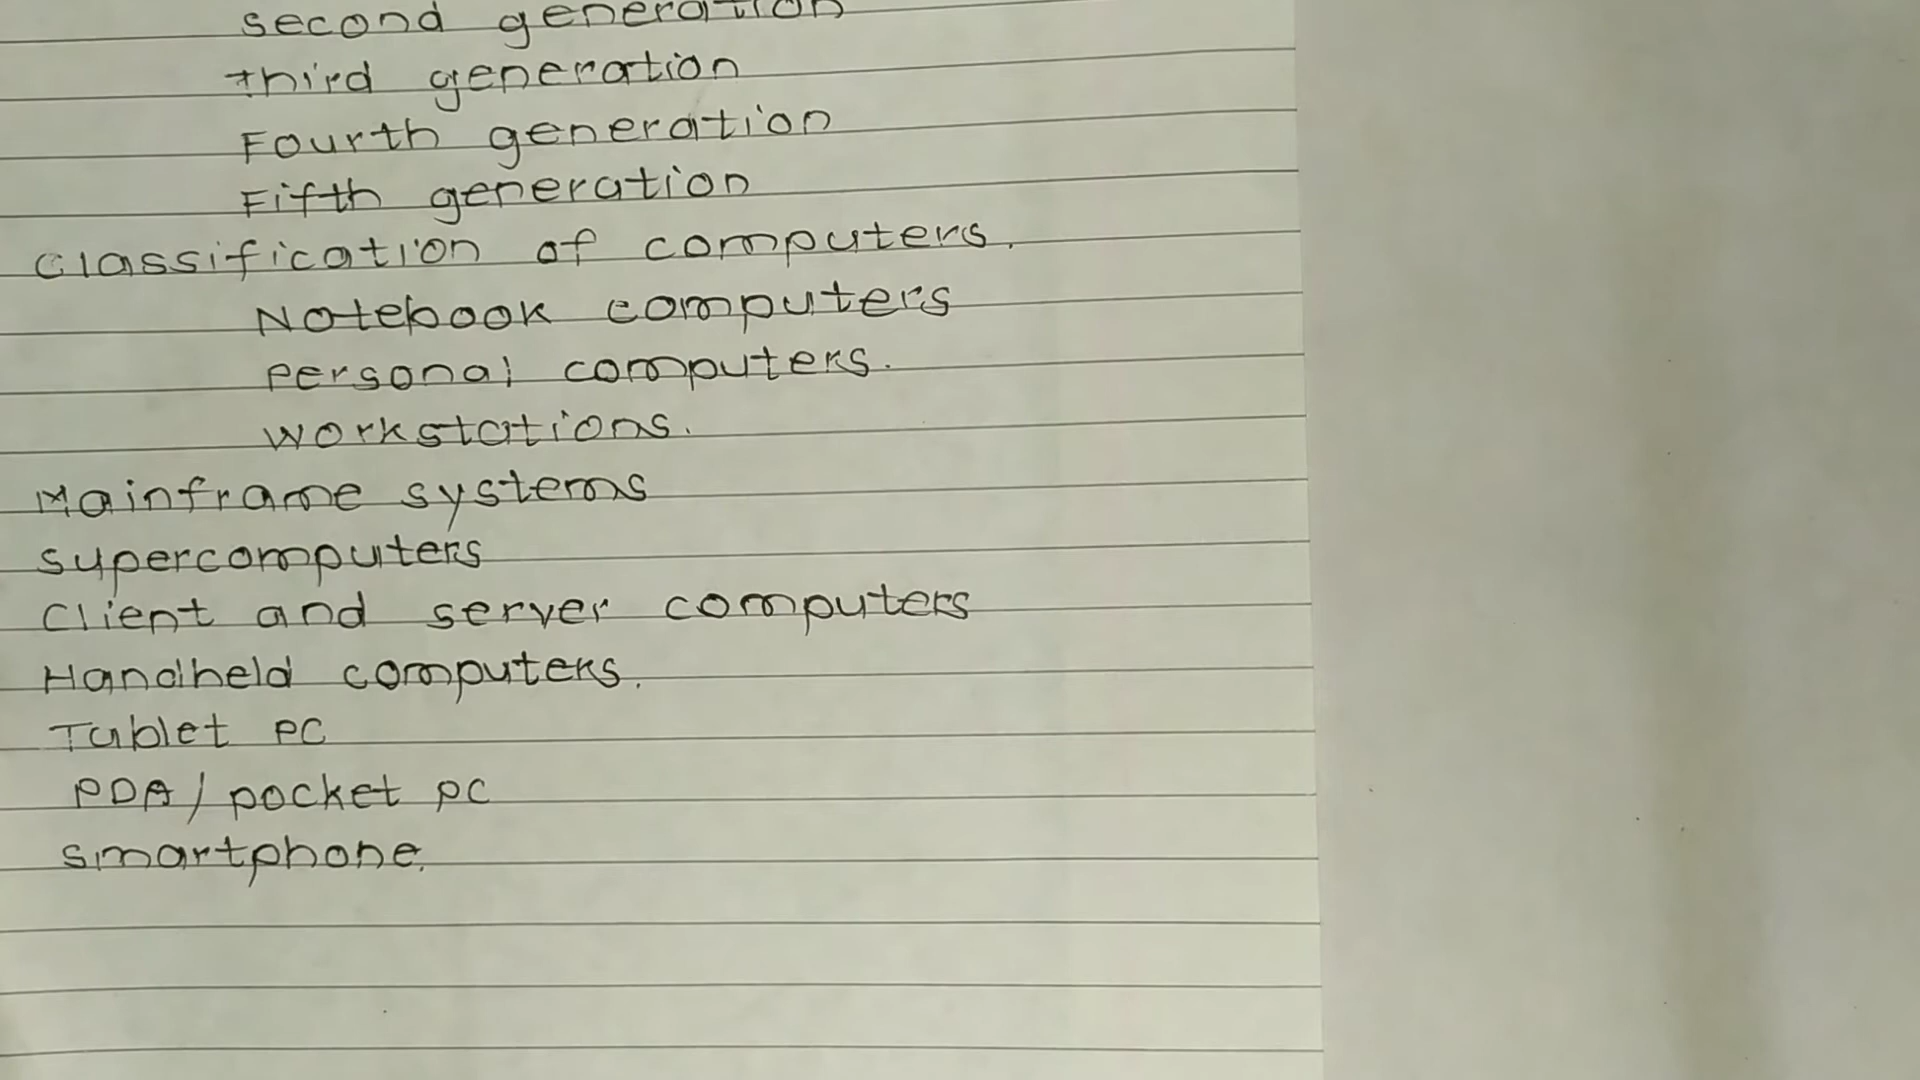 second generation
third generation
Fourth generation
Fifth generation
Classification of computers.
Notebook computers
personal computers.
workstations.
Mainframe systems
supercomputers
Client and server computers
Handheld computers.
Tablet PC
PDA/pocket pc
smartphone.